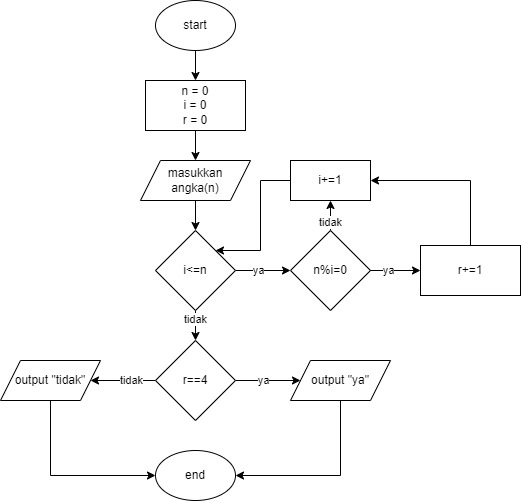 start
n = 0
i = 0
r = 0
masukkan
angka(n)
i+=1
tidak
i<=n
ya
n%i=0
ya
r+=1
tidak
output "tidak"
tidak
r==4
ya
output "ya"
end